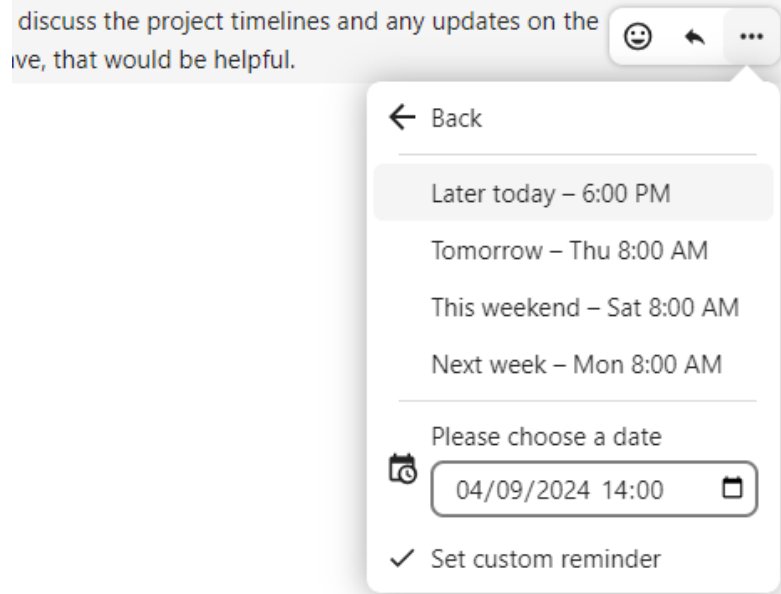 discuss the project timelines and any updates on the
ve, that would be helpful.
Back
Later today – 6:00 PM
Tomorrow – Thu 8:00 AM
This weekend – Sat 8:00 AM
Next week – Mon 8:00 AM
Please choose a date
04/09/2024 14:00
Set custom reminder